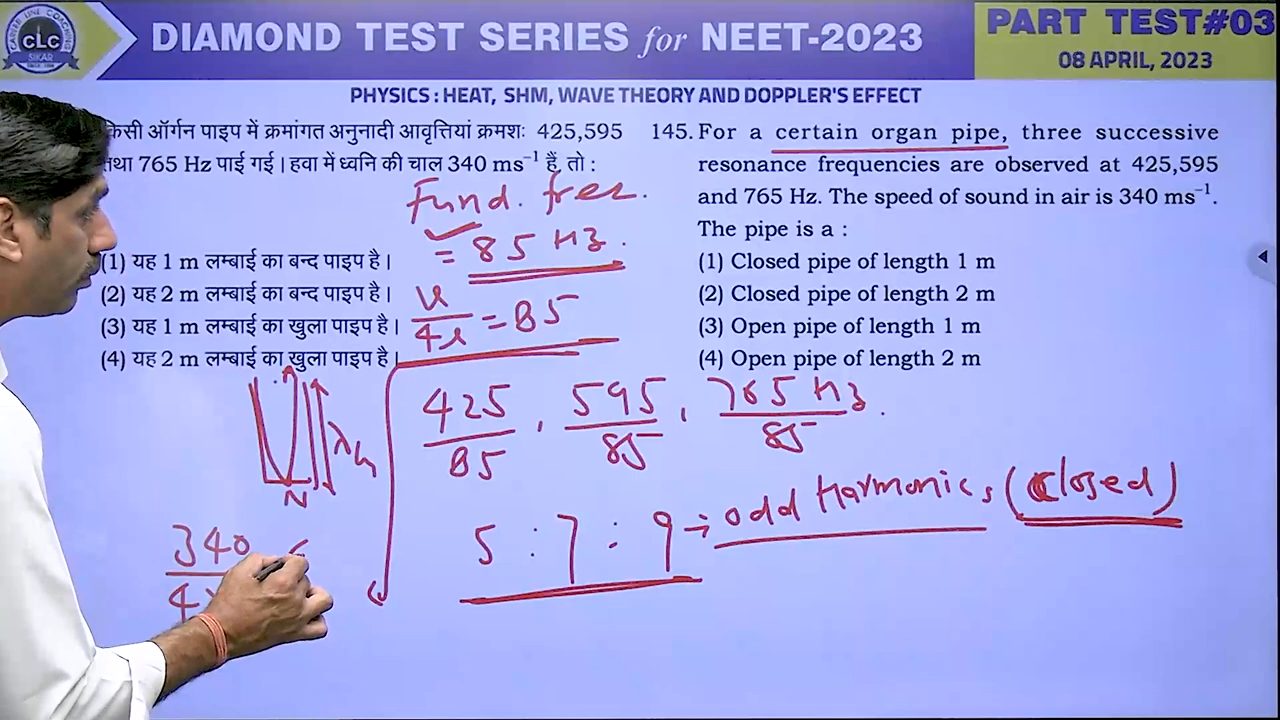 CAREER LINE COACHING
CLC
SIKAR
DIAMOND TEST SERIES for NEET-2023
PART TEST#03
08 APRIL, 2023
PHYSICS : HEAT, SHM, WAVE THEORY AND DOPPLER'S EFFECT
किसी ऑर्गन पाइप में क्रमांगत अनुनादी आवृत्तियां क्रमशः 425,595
तथा 765 Hz पाई गई। हवा में ध्वनि की चाल 340 ms⁻¹ हैं, तो :
(1) यह 1 m लम्बाई का बन्द पाइप है।
(2) यह 2 m लम्बाई का बन्द पाइप है।
(3) यह 1 m लम्बाई का खुला पाइप है।
(4) यह 2 m लम्बाई का खुला पाइप है।
145. For a certain organ pipe, three successive
resonance frequencies are observed at 425,595
and 765 Hz. The speed of sound in air is 340 ms⁻¹.
The pipe is a :
(1) Closed pipe of length 1 m
(2) Closed pipe of length 2 m
(3) Open pipe of length 1 m
(4) Open pipe of length 2 m
Fund. fre.
= 85 Hz.
/4l = 85
425/85, 595/85, 765 Hz/85.
5 : 7 : 9 → odd Harmonics (closed)
N
λ/4
340
4